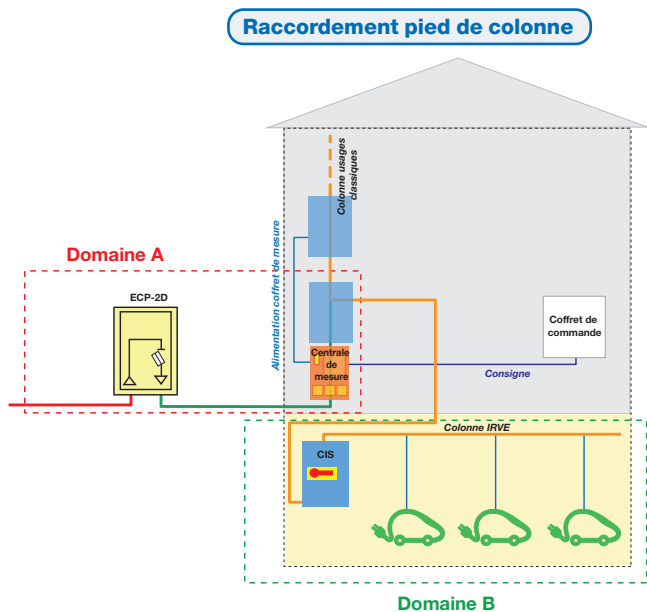 Raccordement pied de colonne
Colonne usages
classiques
Alimentation coffret de mesure
Domaine A
ECP-2D
Centrale
de
mesure
Coffret de
commande
Consigne
Colonne IRVE
CIS
Domaine B